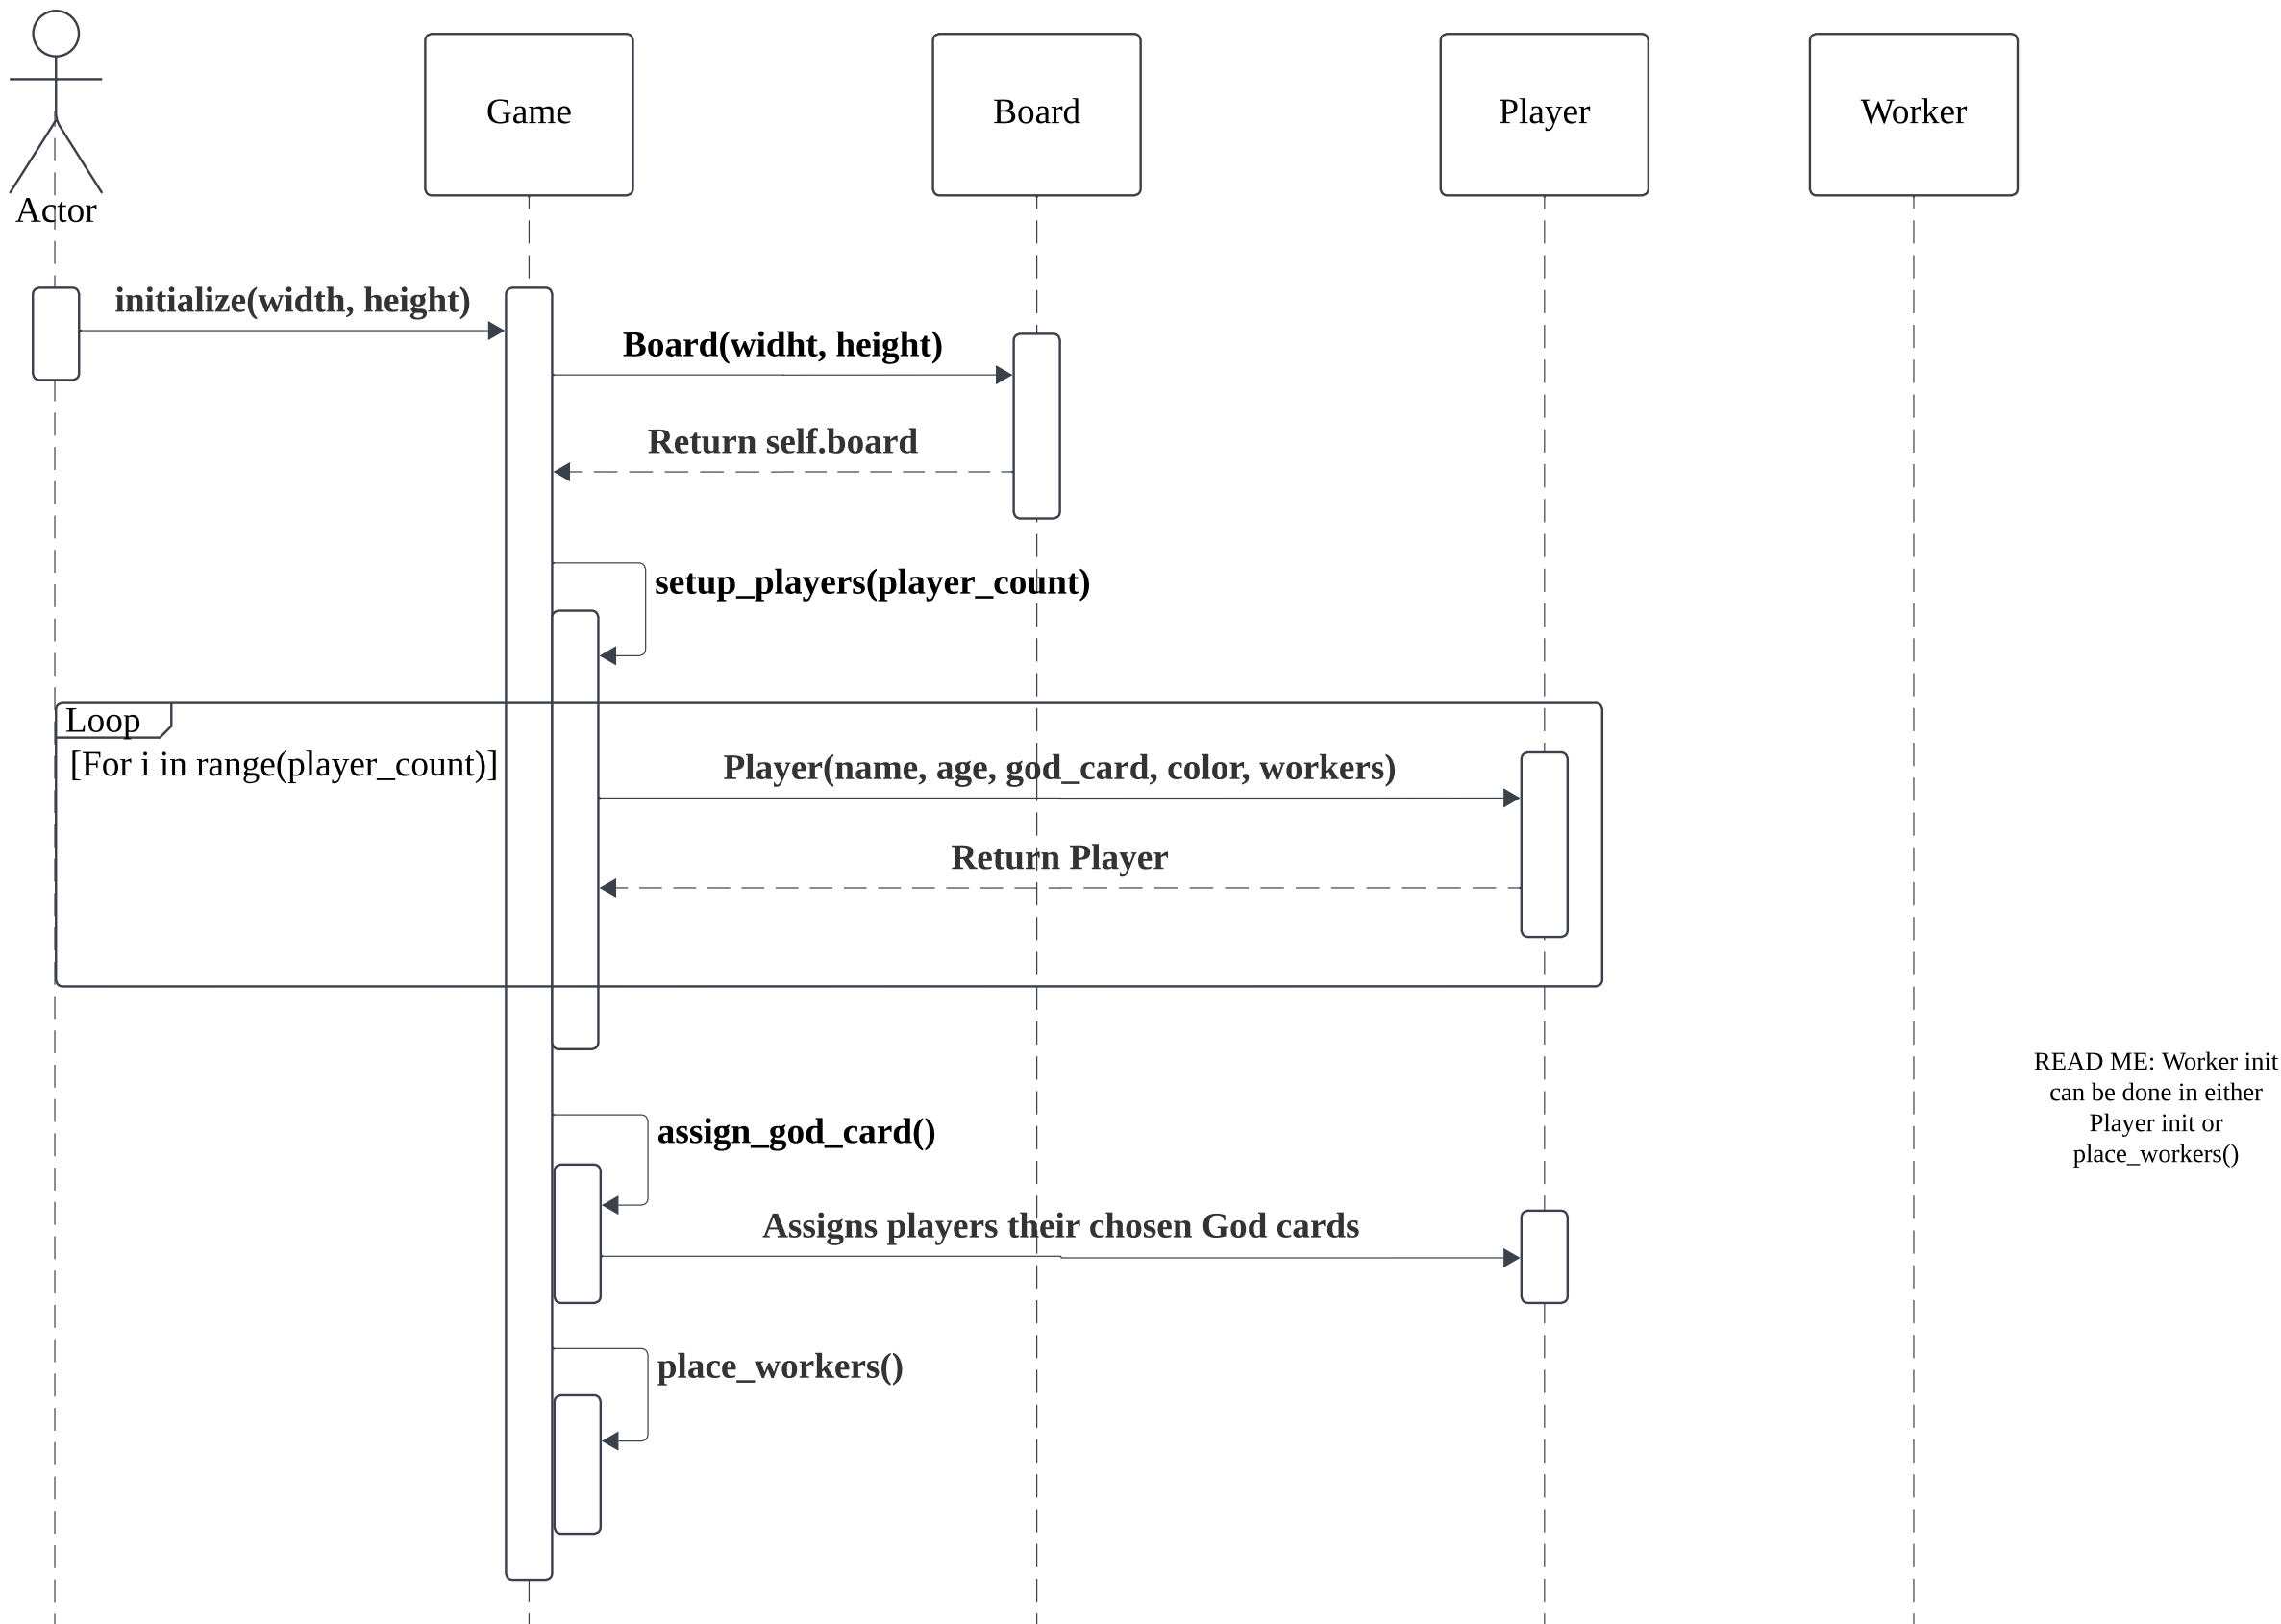 Game
Board
Player
Worker
Actor
initialize(width, height)
Board(widht, height)
Return self.board
setup_players(player_count)
Loop
[For i in range(player_count)]
Player(name, age, god_card, color, workers)
Return Player
READ ME: Worker init
can be done in either
Player init or
place_workers()
assign_god_card()
Assigns players their chosen God cards
place_workers()